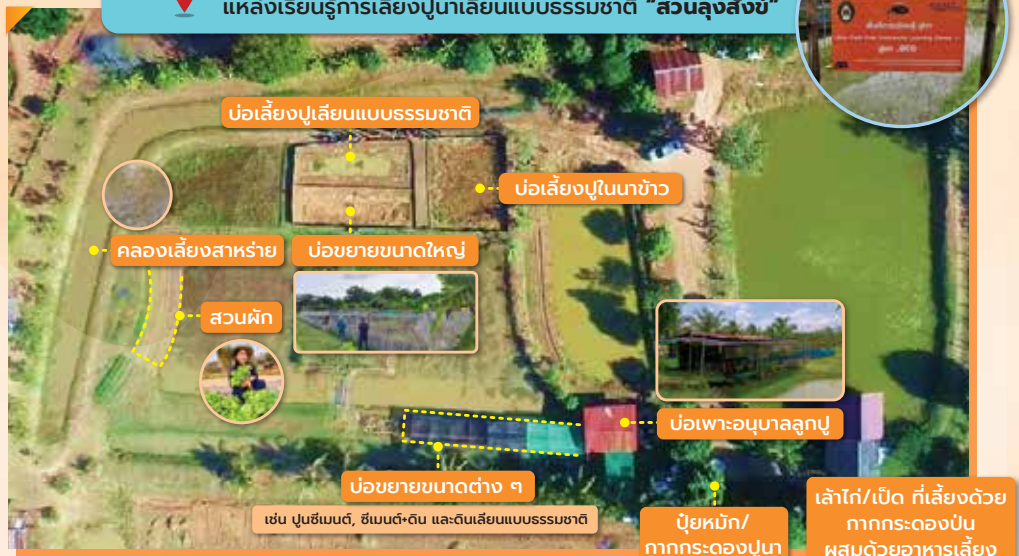 แหล่งเรียนรู้การเลี้ยงปูนาเลียนแบบธรรมชาติ "สวนลุงสังข์"
บ่อเลี้ยงปูเลียนแบบธรรมชาติ
บ่อเลี้ยงปูในนาข้าว
คลองเลี้ยงสาหร่าย
บ่อขยายขนาดใหญ่
สวนผัก
บ่อเพาะอนุบาลลูกปู
บ่อขยายขนาดต่าง ๆ
เช่น ปูนซีเมนต์, ซีเมนต์+ดิน และดินเลียนแบบธรรมชาติ
ปุ๋ยหมัก/
กากกระดองปูนา
เล้าไก่/เป็ด ที่เลี้ยงด้วย
กากกระดองป่น
ผสมด้วยอาหารเลี้ยง